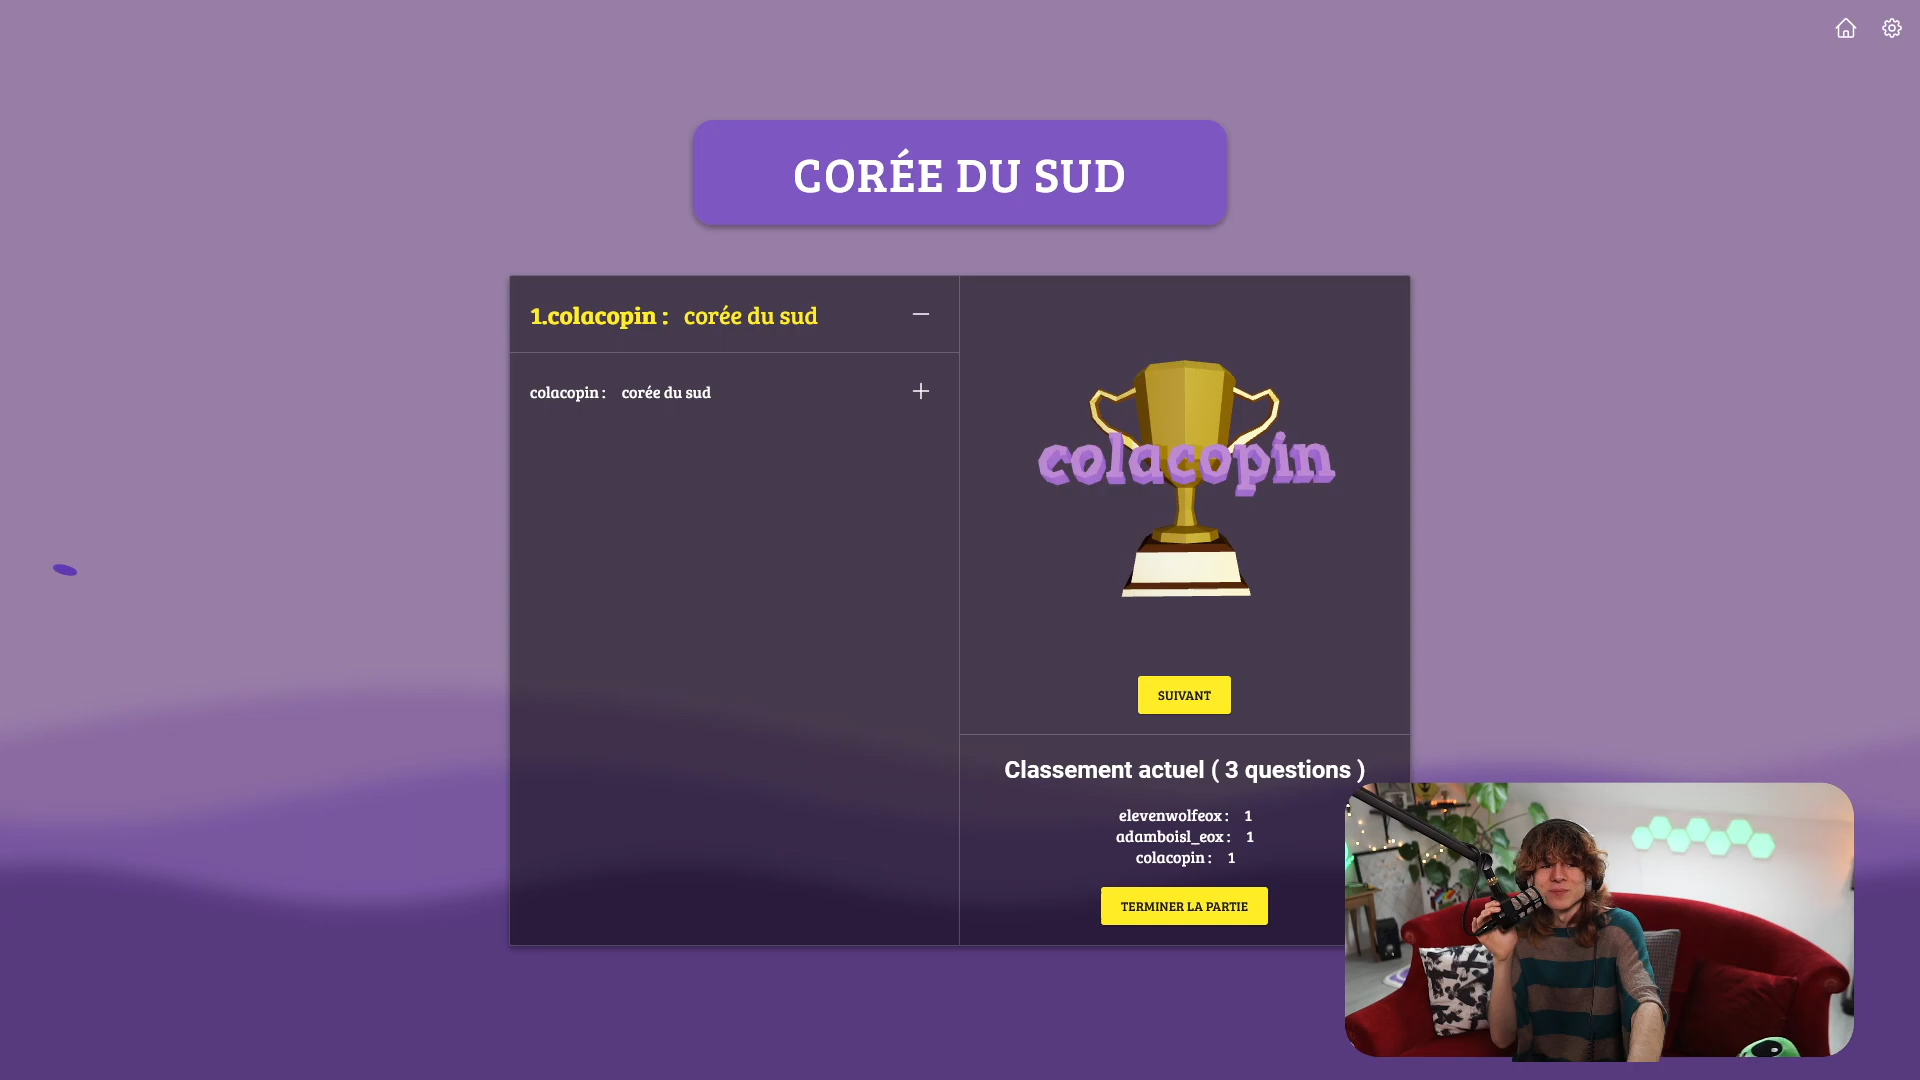 CORÉE DU SUD
1.colacopin : corée du sud
colacopin : corée du sud
colacopin
SUIVANT
Classement actuel ( 3 questions )
elevenwolfeox : 1
adamboisl_eox : 1
colacopin : 1
TERMINER LA PARTIE